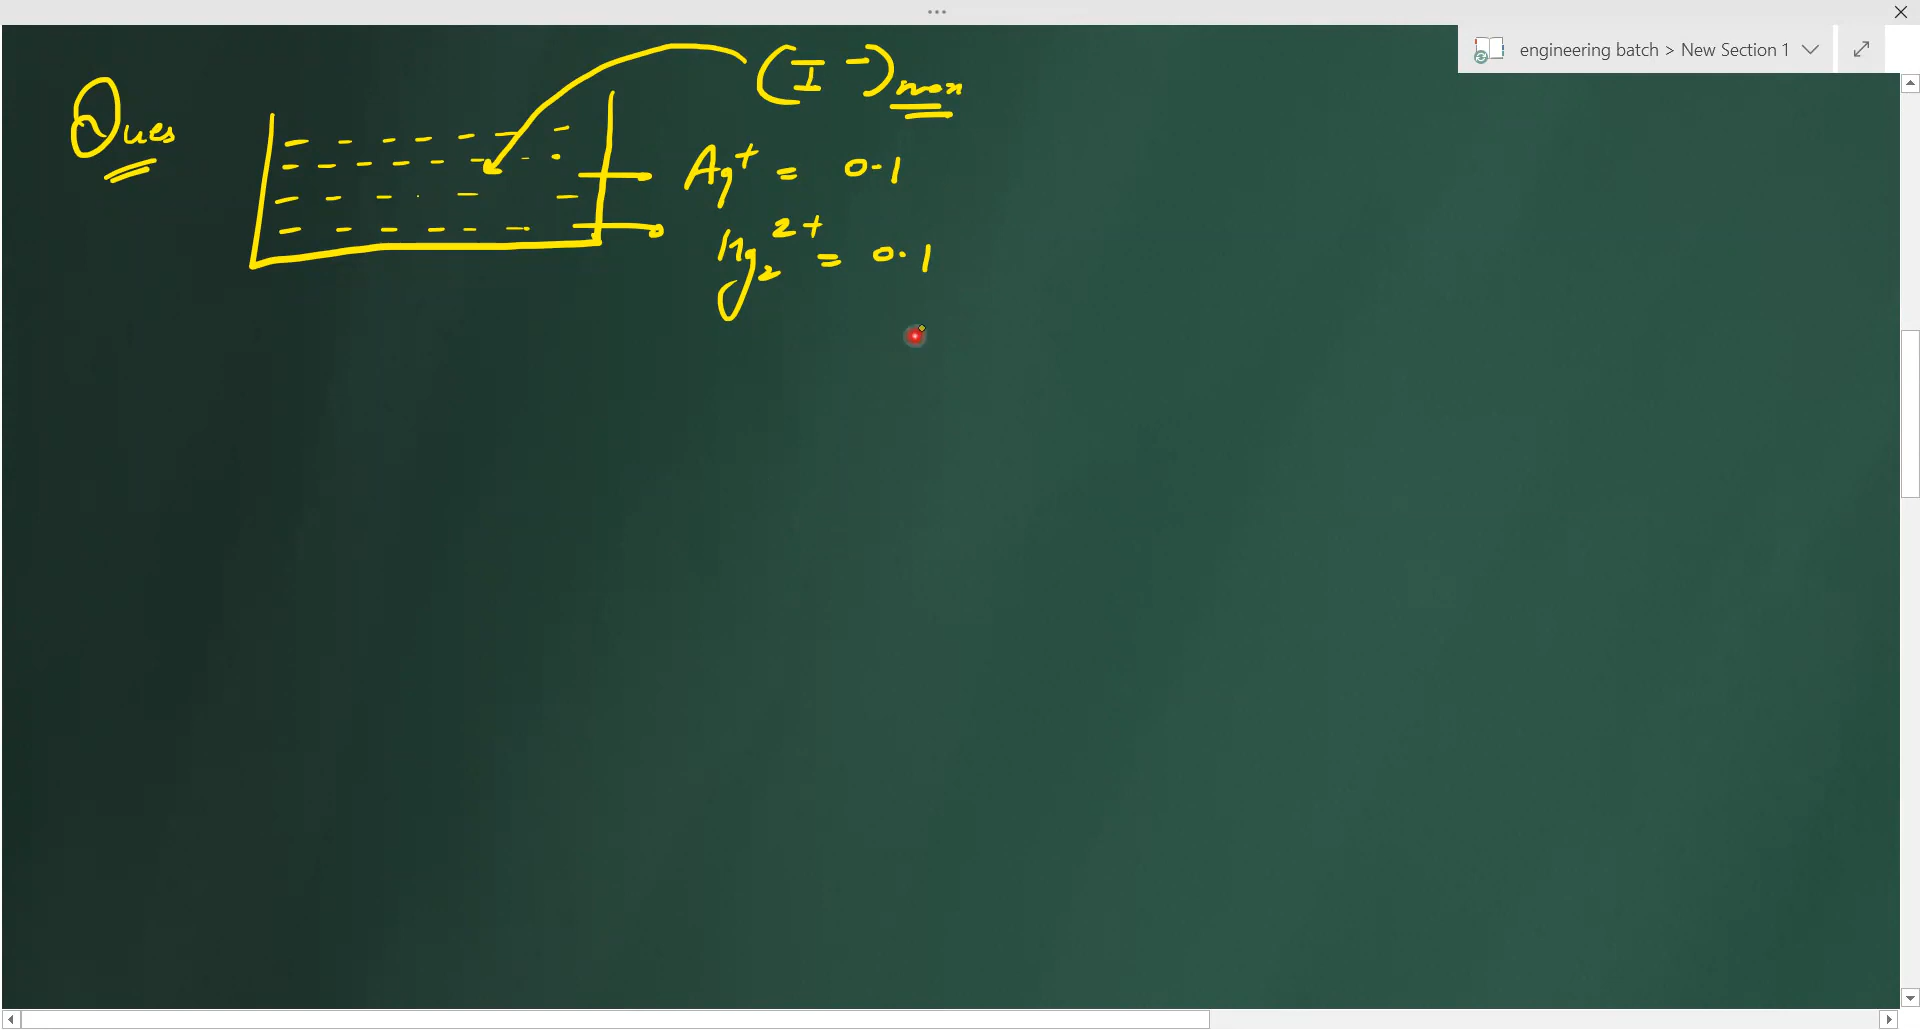 engineering batch > New Section 1
Ques
(I⁻)max
Ag⁺ = 0.1
Hg₂²⁺ = 0.1